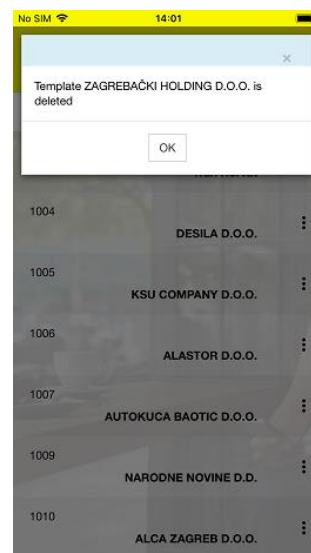 No SIM 14:01
×
Template ZAGREBAČKI HOLDING D.O.O. is
deleted
OK
1004
DESILA D.O.O.
1005
KSU COMPANY D.O.O.
1006
ALASTOR D.O.O.
1007
AUTOKUCA BAOTIC D.O.O.
1009
NARODNE NOVINE D.D.
1010
ALCA ZAGREB D.O.O.